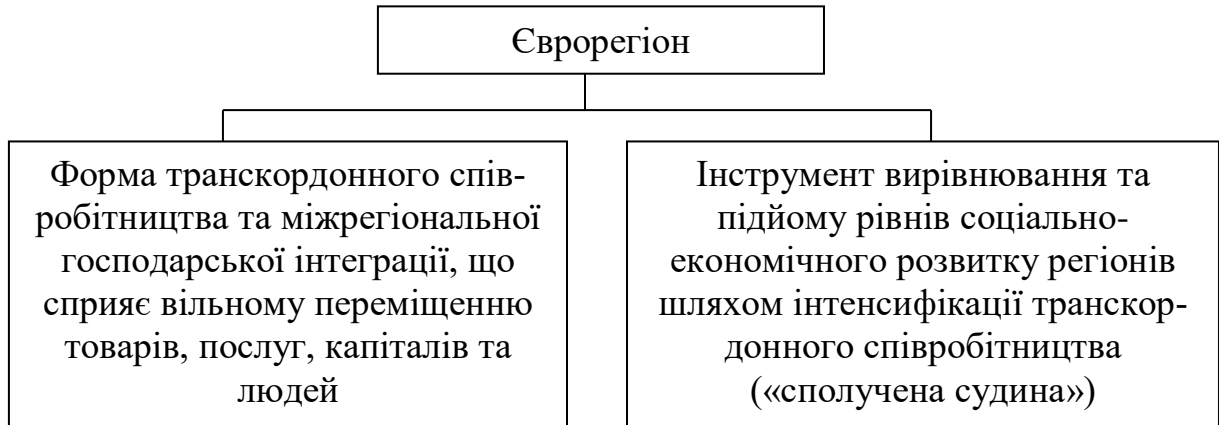 Єврорегіон
Форма транскордонного спів-
робітництва та міжрегіональної
господарської інтеграції, що
сприяє вільному переміщенню
товарів, послуг, капіталів та
людей
Інструмент вирівнювання та
підйому рівнів соціально-
економічного розвитку регіонів
шляхом інтенсифікації транскор-
донного співробітництва
(«сполучена судина»)